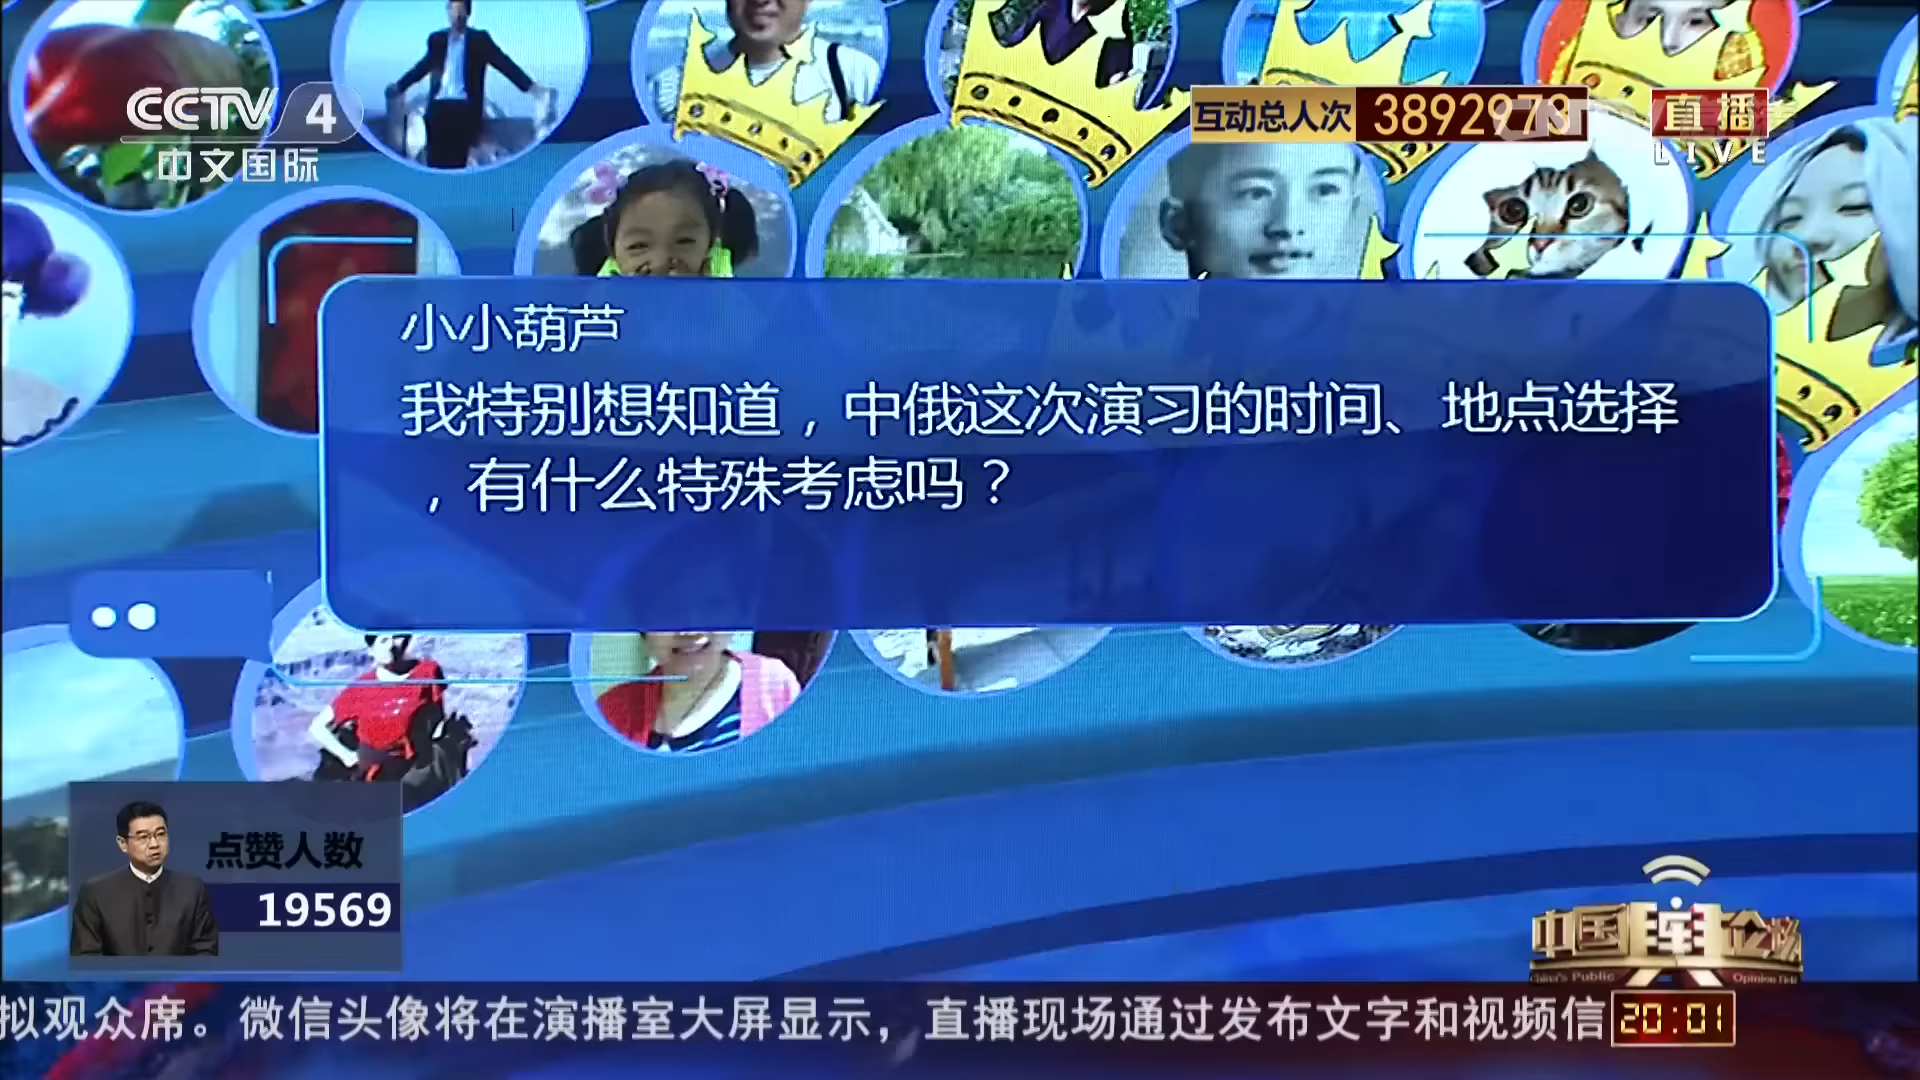 CCTV 4
中文国际
互动总人次 3892973
直播
LIVE
小小葫芦
我特别想知道，中俄这次演习的时间、地点选择
，有什么特殊考虑吗？
点赞人数
19569
中国舆论场
China's Public Opinion Field
拟观众席。微信头像将在演播室大屏显示，直播现场通过发布文字和视频信
20:01